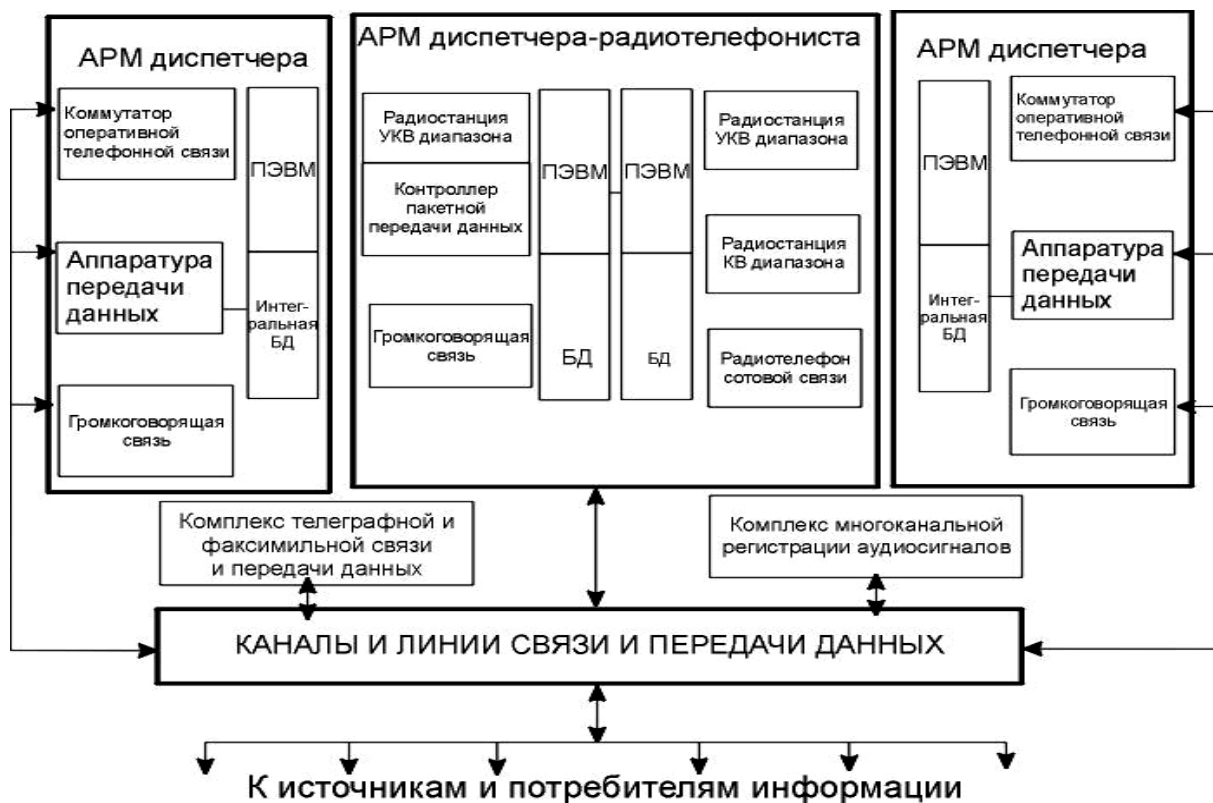 АРМ диспетчера
Коммутатор
оперативной
телефонной связи
ПЭВМ
Аппаратура
передачи
данных
Интег-
ральная
БД
Громкоговорящая
связь
АРМ диспетчера-радиотелефониста
Радиостанция
УКВ диапазона
Контроллер
пакетной
передачи данных
Громкоговорящая
связь
ПЭВМ
БД
ПЭВМ
БД
Радиостанция
УКВ диапазона
Радиостанция
КВ диапазона
Радиотелефон
сотовой связи
АРМ диспетчера
ПЭВМ
Интег-
ральная
БД
Коммутатор
оперативной
телефонной связи
Аппаратура
передачи
данных
Громкоговорящая
связь
Комплекс телеграфной и
факсимильной связи
и передачи данных
Комплекс многоканальной
регистрации аудиосигналов
КАНАЛЫ И ЛИНИИ СВЯЗИ И ПЕРЕДАЧИ ДАННЫХ
К источникам и потребителям информации